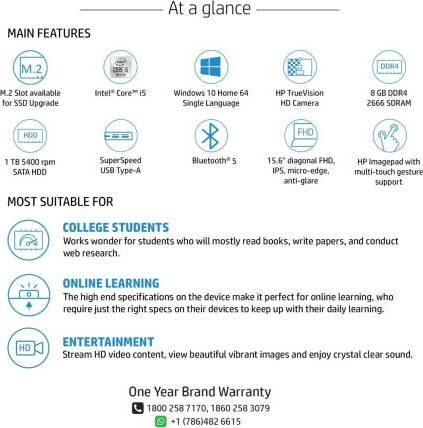 At a glance
MAIN FEATURES
M.2
intel
CORE i5
DDR4
M.2 Slot available
for SSD Upgrade
Intel® Core™ i5
Windows 10 Home 64
Single Language
HP TrueVision
HD Camera
8 GB DDR4
2666 SDRAM
HDD
FHD
1 TB 5400 rpm
SATA HDD
SuperSpeed
USB Type-A
Bluetooth® 5
15.6" diagonal FHD,
IPS, micro-edge,
anti-glare
HP Imagepad with
multi-touch gesture
support
MOST SUITABLE FOR
COLLEGE STUDENTS
Works wonder for students who will mostly read books, write papers, and conduct
web research.
ONLINE LEARNING
The high end specifications on the device make it perfect for online learning, who
require just the right specs on their devices to keep up with their daily learning.
HD
ENTERTAINMENT
Stream HD video content, view beautiful vibrant images and enjoy crystal clear sound.
One Year Brand Warranty
1800 258 7170, 1860 258 3079
+1 (786)482 6615